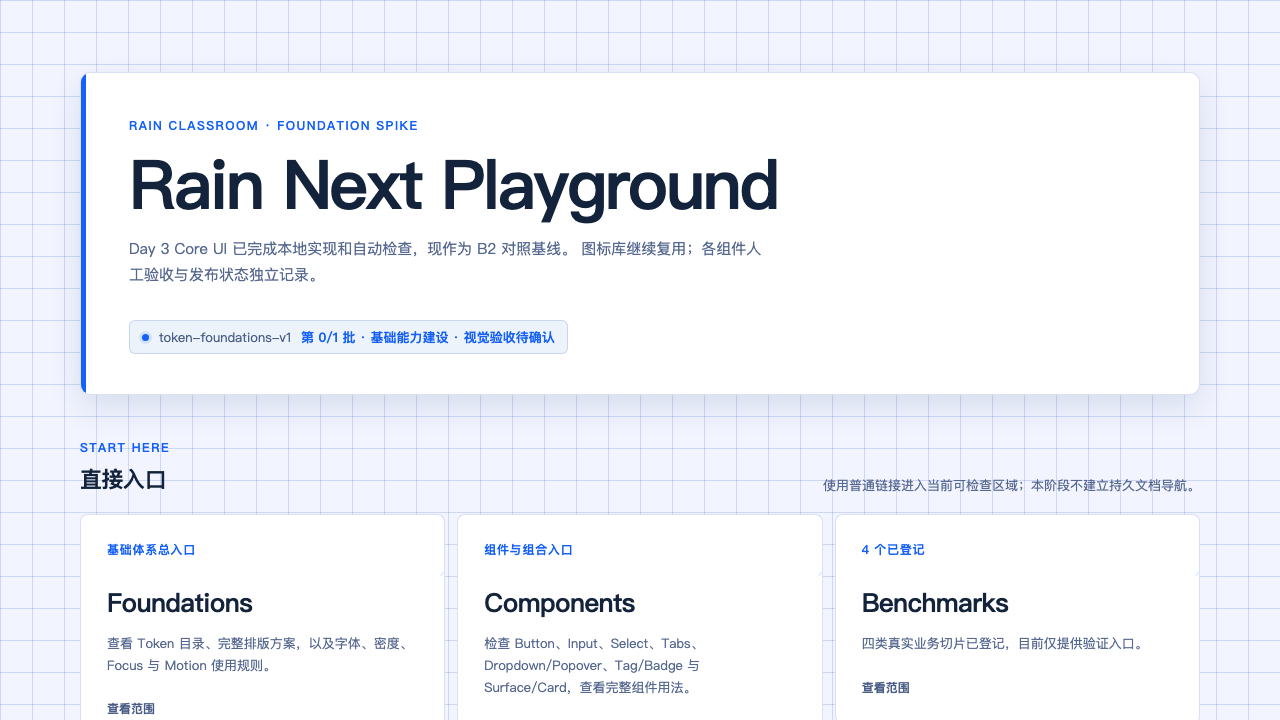 RAIN CLASSROOM · FOUNDATION SPIKE
Rain Next Playground
Day 3 Core UI 已完成本地实现和自动检查，现作为 B2 对照基线。 图标库继续复用；各组件人
工验收与发布状态独立记录。
token-foundations-v1 第 0/1 批 · 基础能力建设 · 视觉验收待确认
START HERE
直接入口
使用普通链接进入当前可检查区域；本阶段不建立持久文档导航。
基础体系总入口
Foundations
查看 Token 目录、完整排版方案，以及字体、密度、
Focus 与 Motion 使用规则。
查看范围
组件与组合入口
Components
检查 Button、Input、Select、Tabs、
Dropdown/Popover、Tag/Badge 与
Surface/Card，查看完整组件用法。
4 个已登记
Benchmarks
四类真实业务切片已登记，目前仅提供验证入口。
查看范围